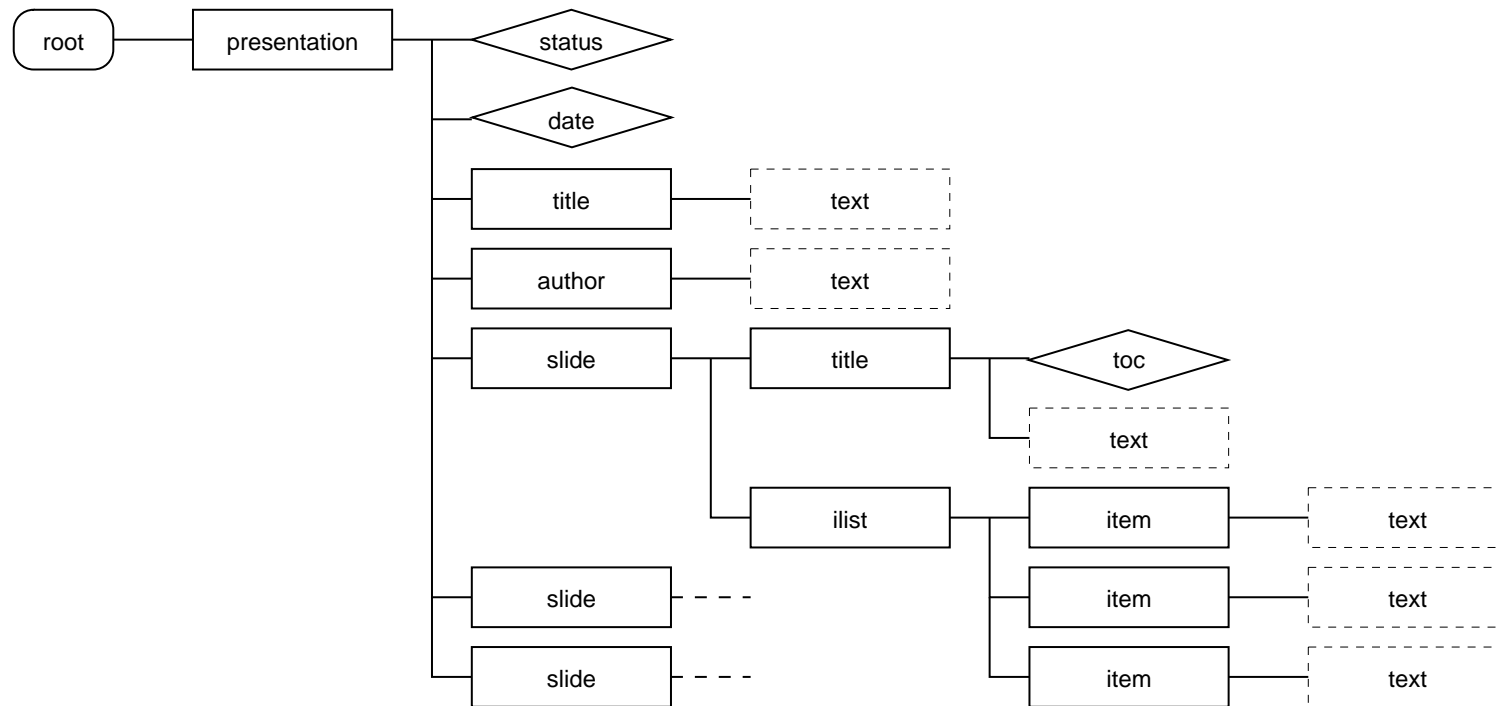 root presentation status
date
title text
author text
slide title toc
text
ilist item text
slide item text
slide item text